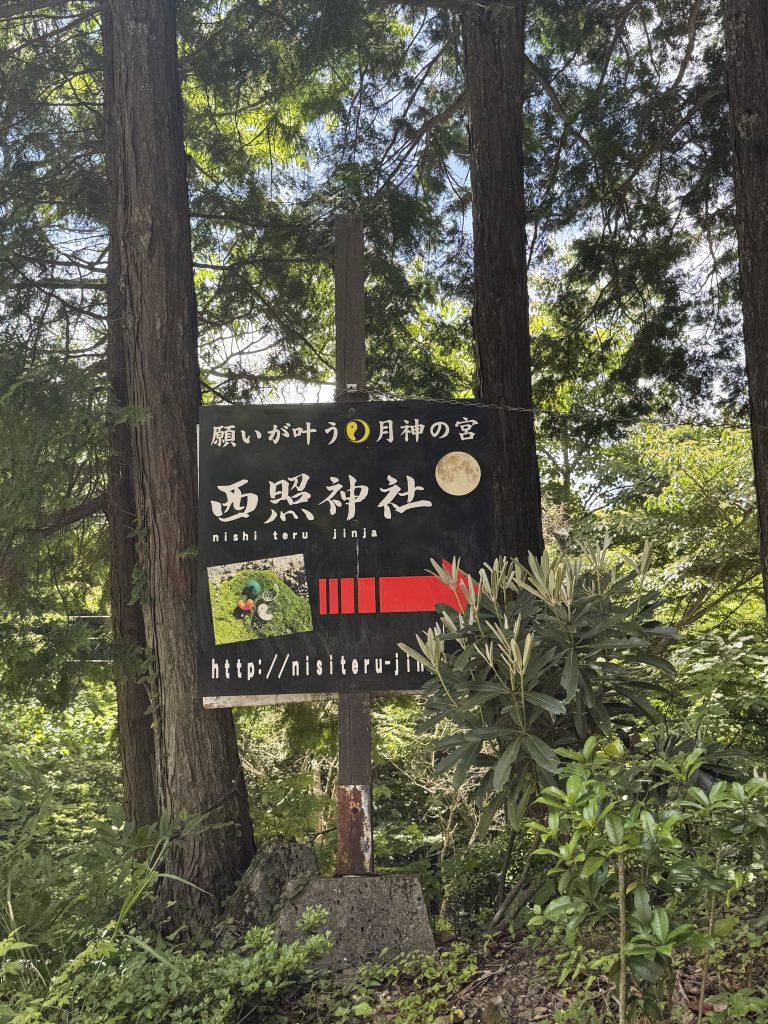 願いが叶う月神の宮
西照神社
nishi teru jinja
http://nisiteru-jin